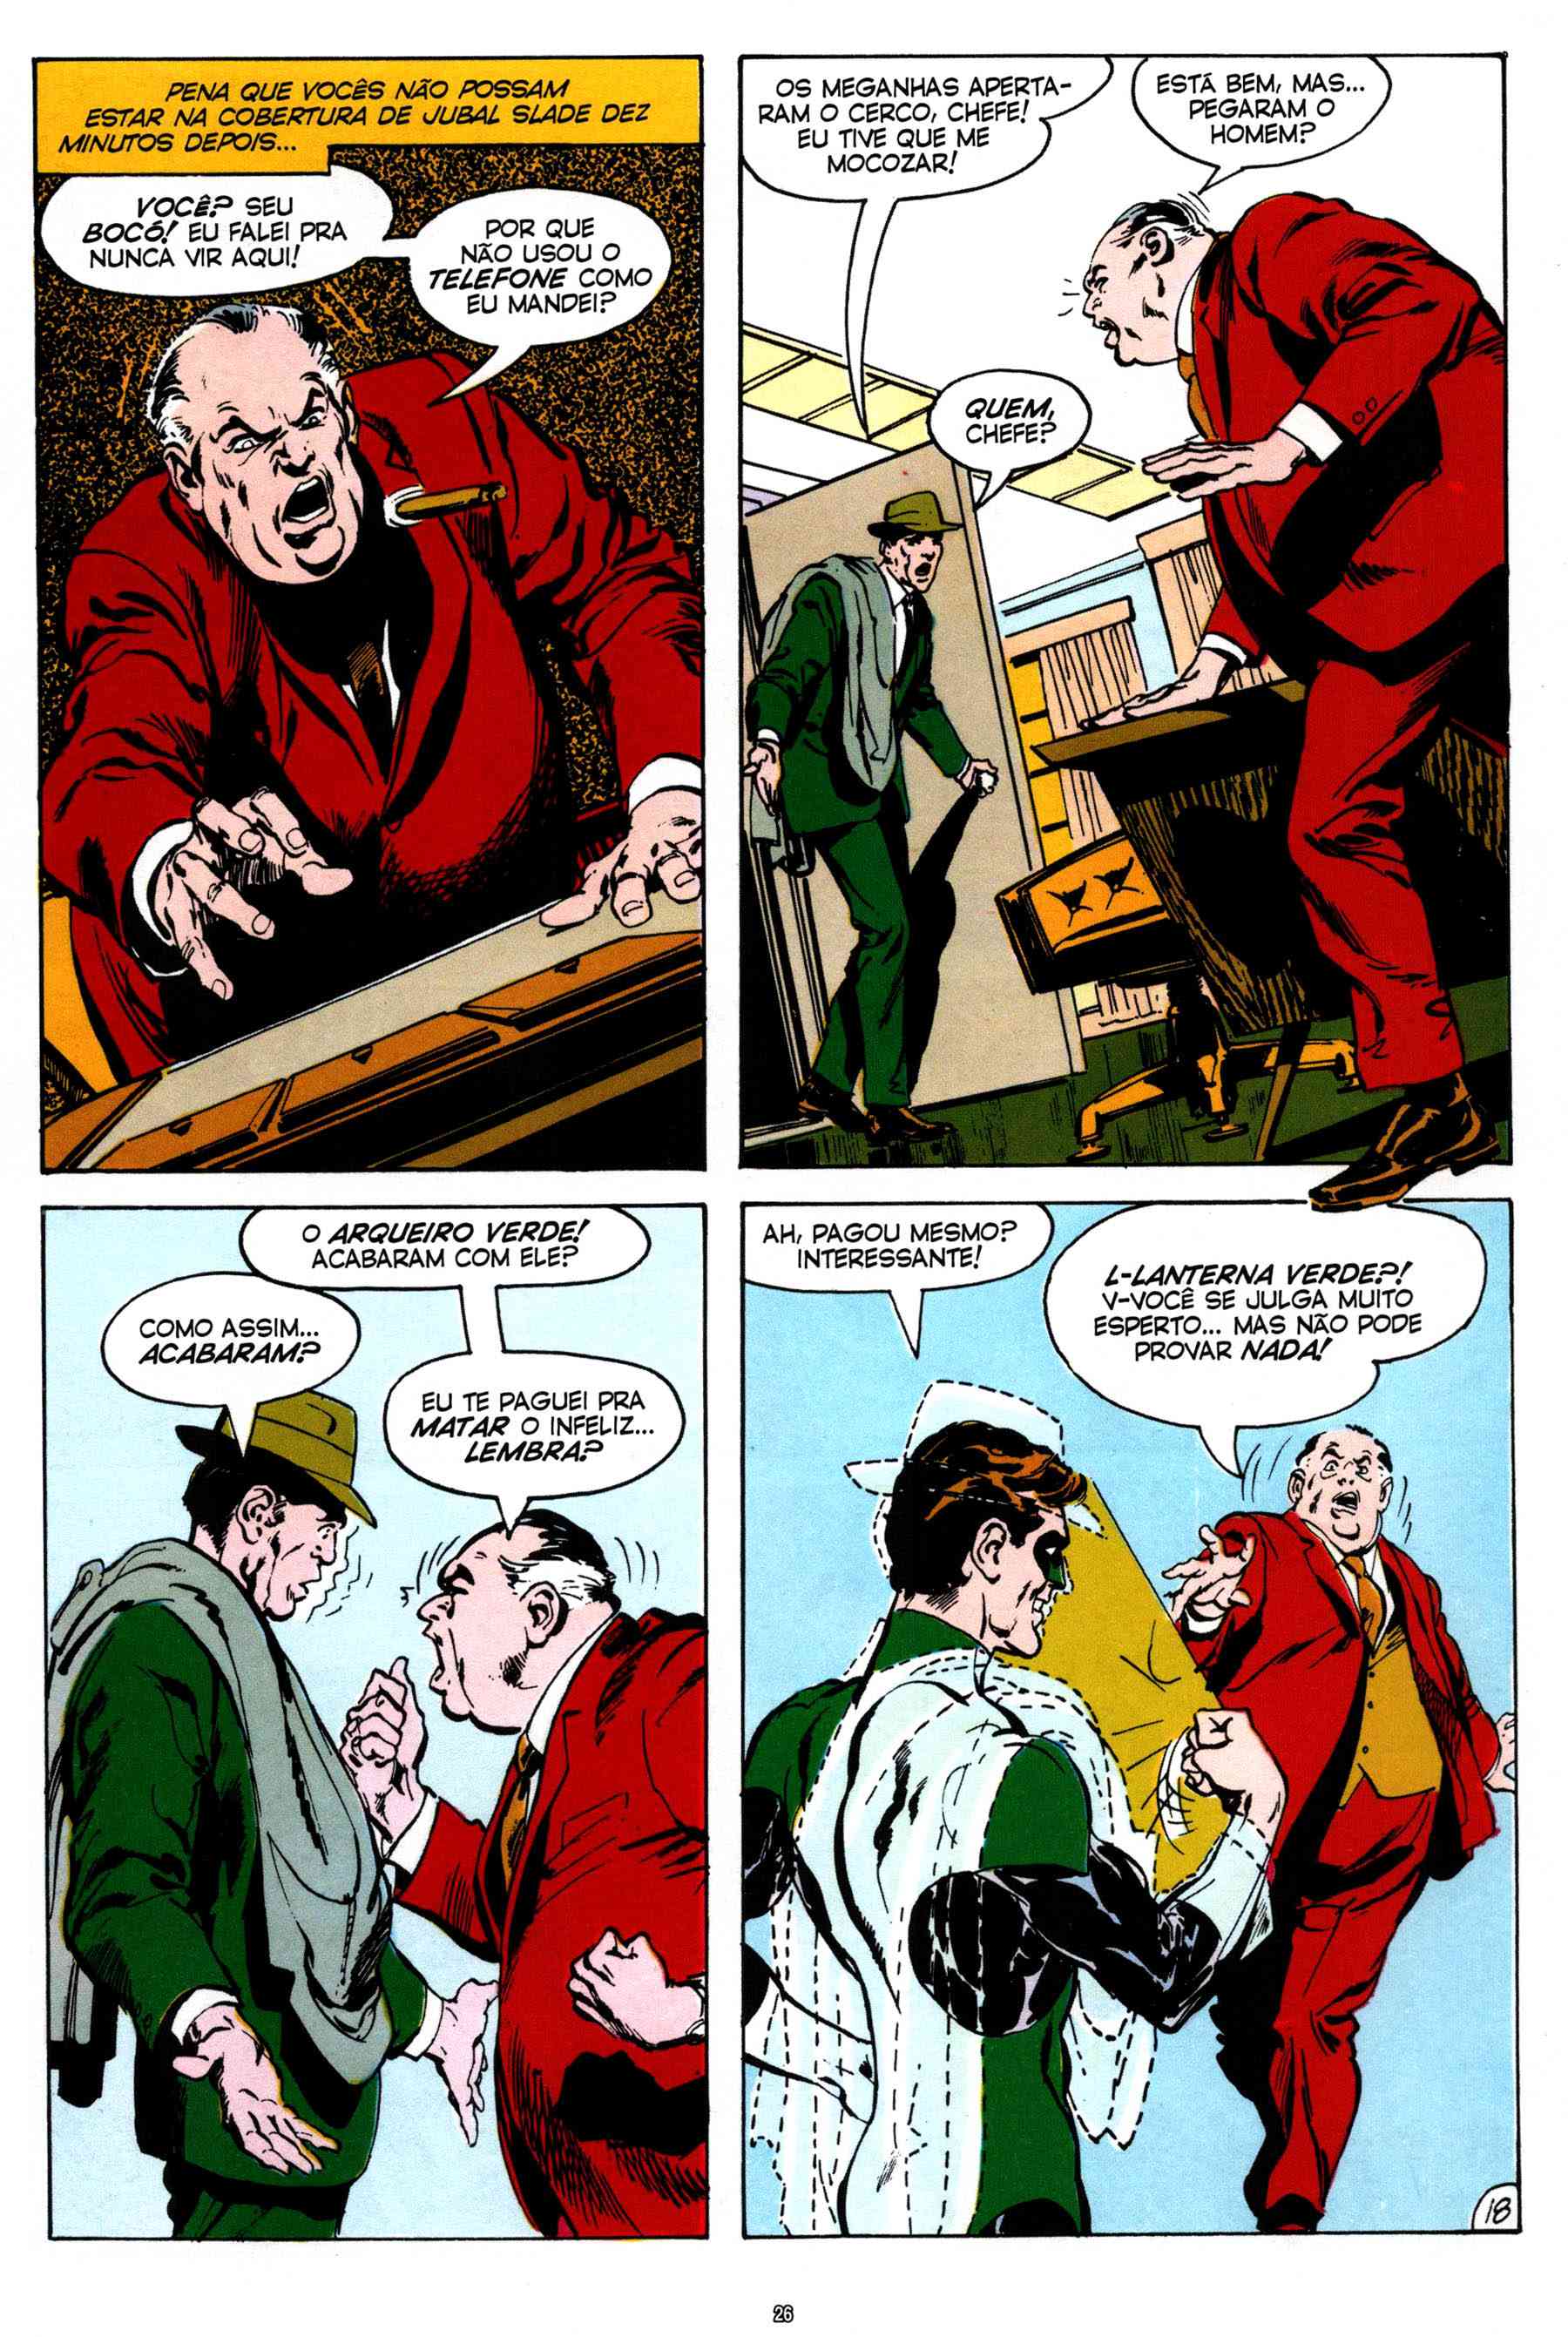 PENA QUE VOCÊS NÃO POSSAM
ESTAR NA COBERTURA DE JUBAL SLADE DEZ
MINUTOS DEPOIS...
VOCÊ? SEU
BOCÓ! EU FALEI PRA
NUNCA VIR AQUI!
POR QUE
NÃO USOU O
TELEFONE COMO
EU MANDEI?
OS MEGANHAS APERTA-
RAM O CERCO, CHEFE!
EU TIVE QUE ME
MOCOZAR!
ESTÁ BEM, MAS...
PEGARAM O
HOMEM?
QUEM,
CHEFE?
O ARQUEIRO VERDE!
ACABARAM COM ELE?
COMO ASSIM...
ACABARAM?
EU TE PAGUEI PRA
MATAR O INFELIZ...
LEMBRA?
AH, PAGOU MESMO?
INTERESSANTE!
L-LANTERNA VERDE?!
V-VOCÊ SE JULGA MUITO
ESPERTO... MAS NÃO PODE
PROVAR NADA!
18
26